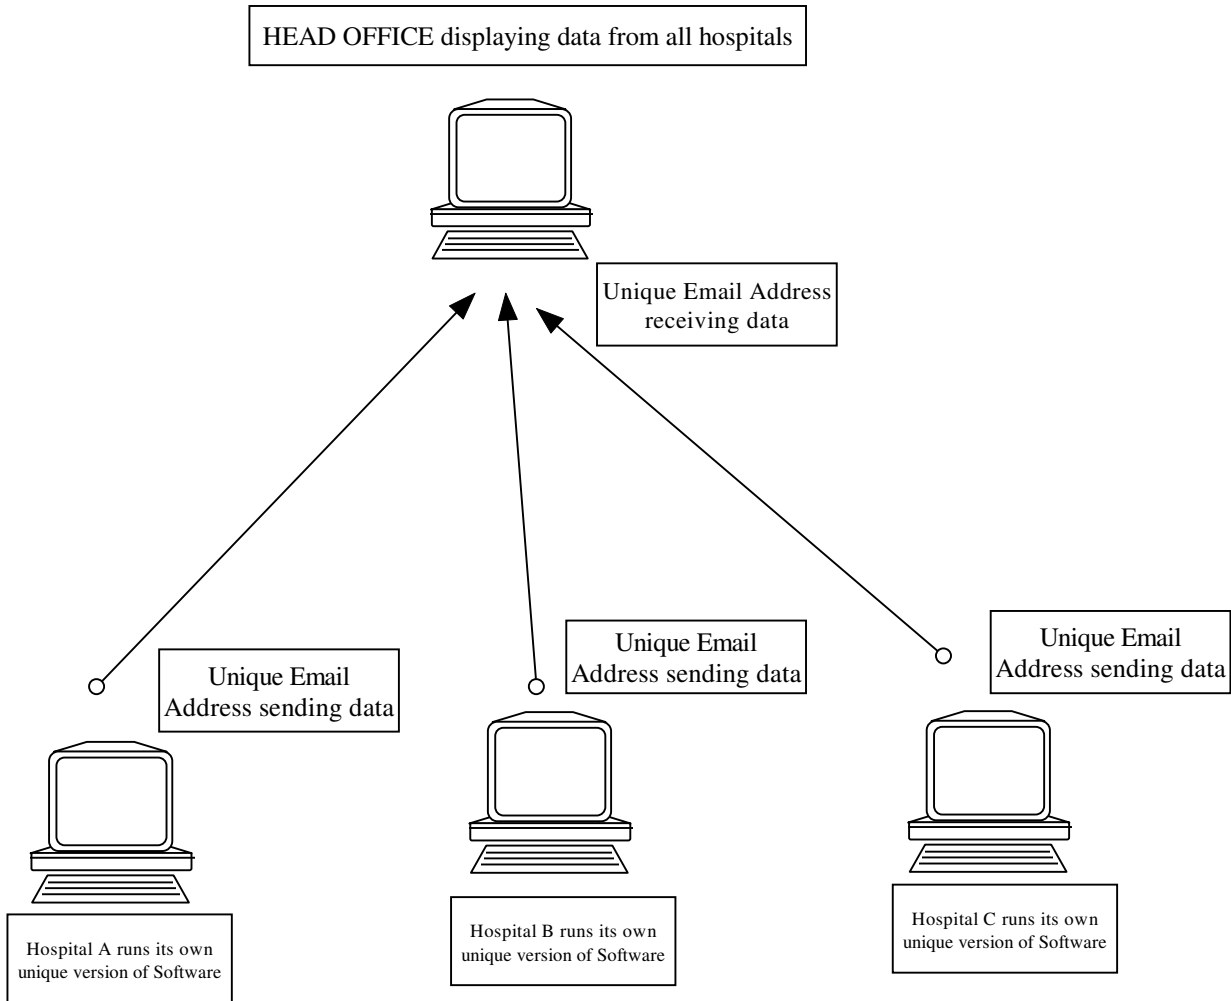 HEAD OFFICE displaying data from all hospitals
Unique Email Address
receiving data
Unique Email
Address sending data
Unique Email
Address sending data
Unique Email
Address sending data
Hospital A runs its own
unique version of Software
Hospital B runs its own
unique version of Software
Hospital C runs its own
unique version of Software